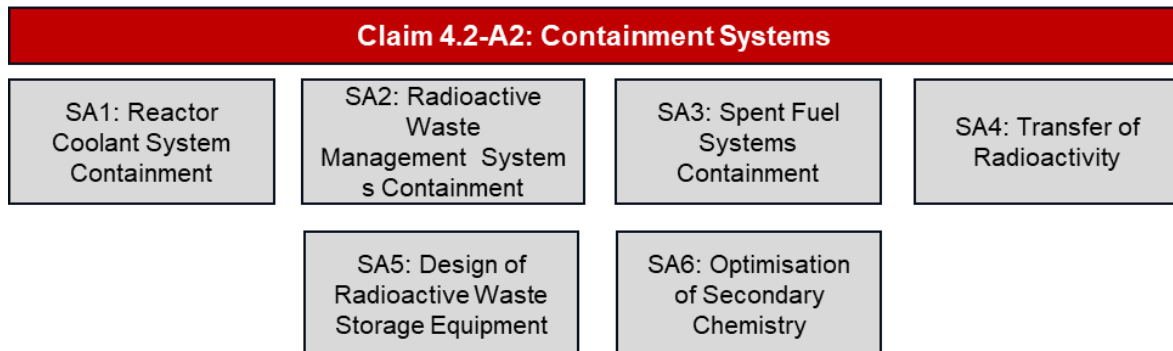 Claim 4.2-A2: Containment Systems
SA1: Reactor
Coolant System
Containment
SA2: Radioactive
Waste
Management System
s Containment
SA3: Spent Fuel
Systems
Containment
SA4: Transfer of
Radioactivity
SA5: Design of
Radioactive Waste
Storage Equipment
SA6: Optimisation
of Secondary
Chemistry